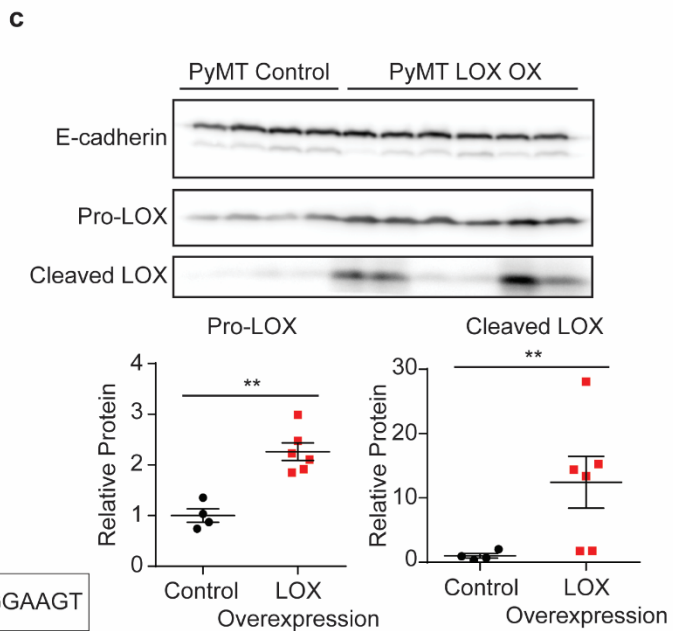 c
PyMT Control PyMT LOX OX
E-cadherin
Pro-LOX
Cleaved LOX
Pro-LOX Cleaved LOX
4
3
2
1
0
Relative Protein
**
Control LOX
Overexpression
30
20
10
0
Relative Protein
**
Control LOX
Overexpression
GAAGT